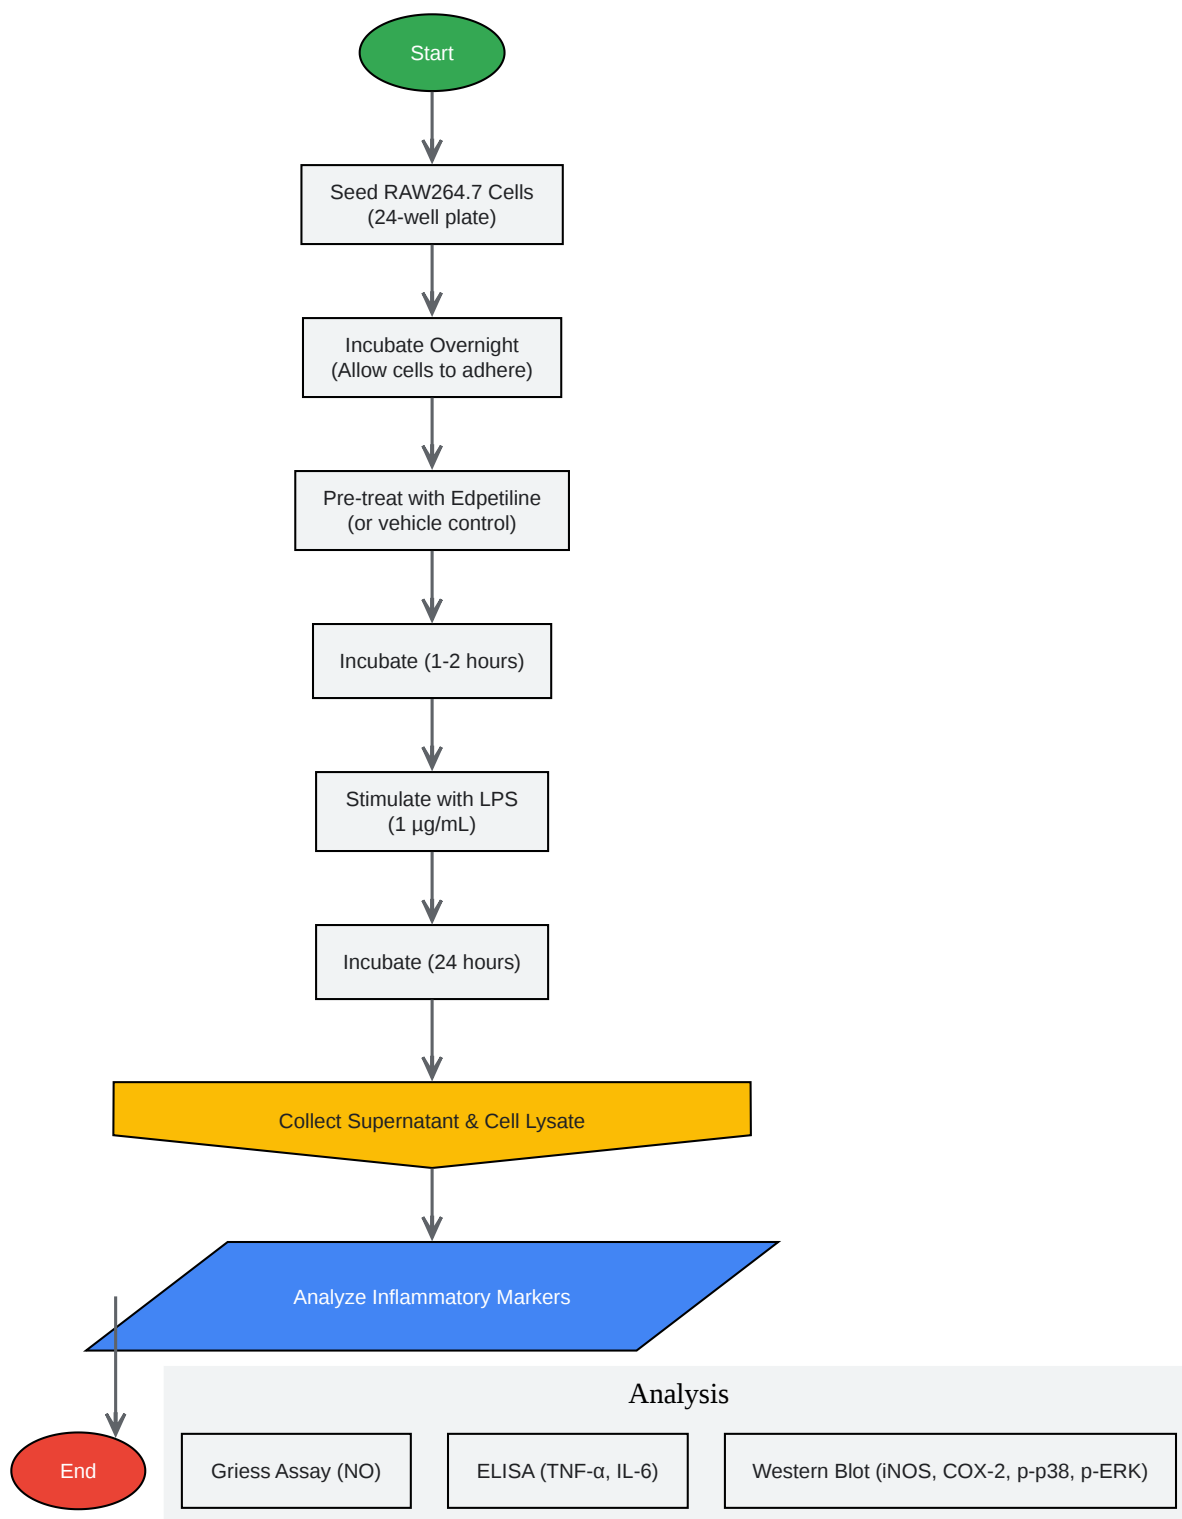 Start
Seed RAW264.7 Cells
(24-well plate)
Incubate Overnight
(Allow cells to adhere)
Pre-treat with Edpetiline
(or vehicle control)
Incubate (1-2 hours)
Stimulate with LPS
(1 µg/mL)
Incubate (24 hours)
Collect Supernatant & Cell Lysate
Analyze Inflammatory Markers
Analysis
End
Griess Assay (NO)
ELISA (TNF-α, IL-6)
Western Blot (iNOS, COX-2, p-p38, p-ERK)